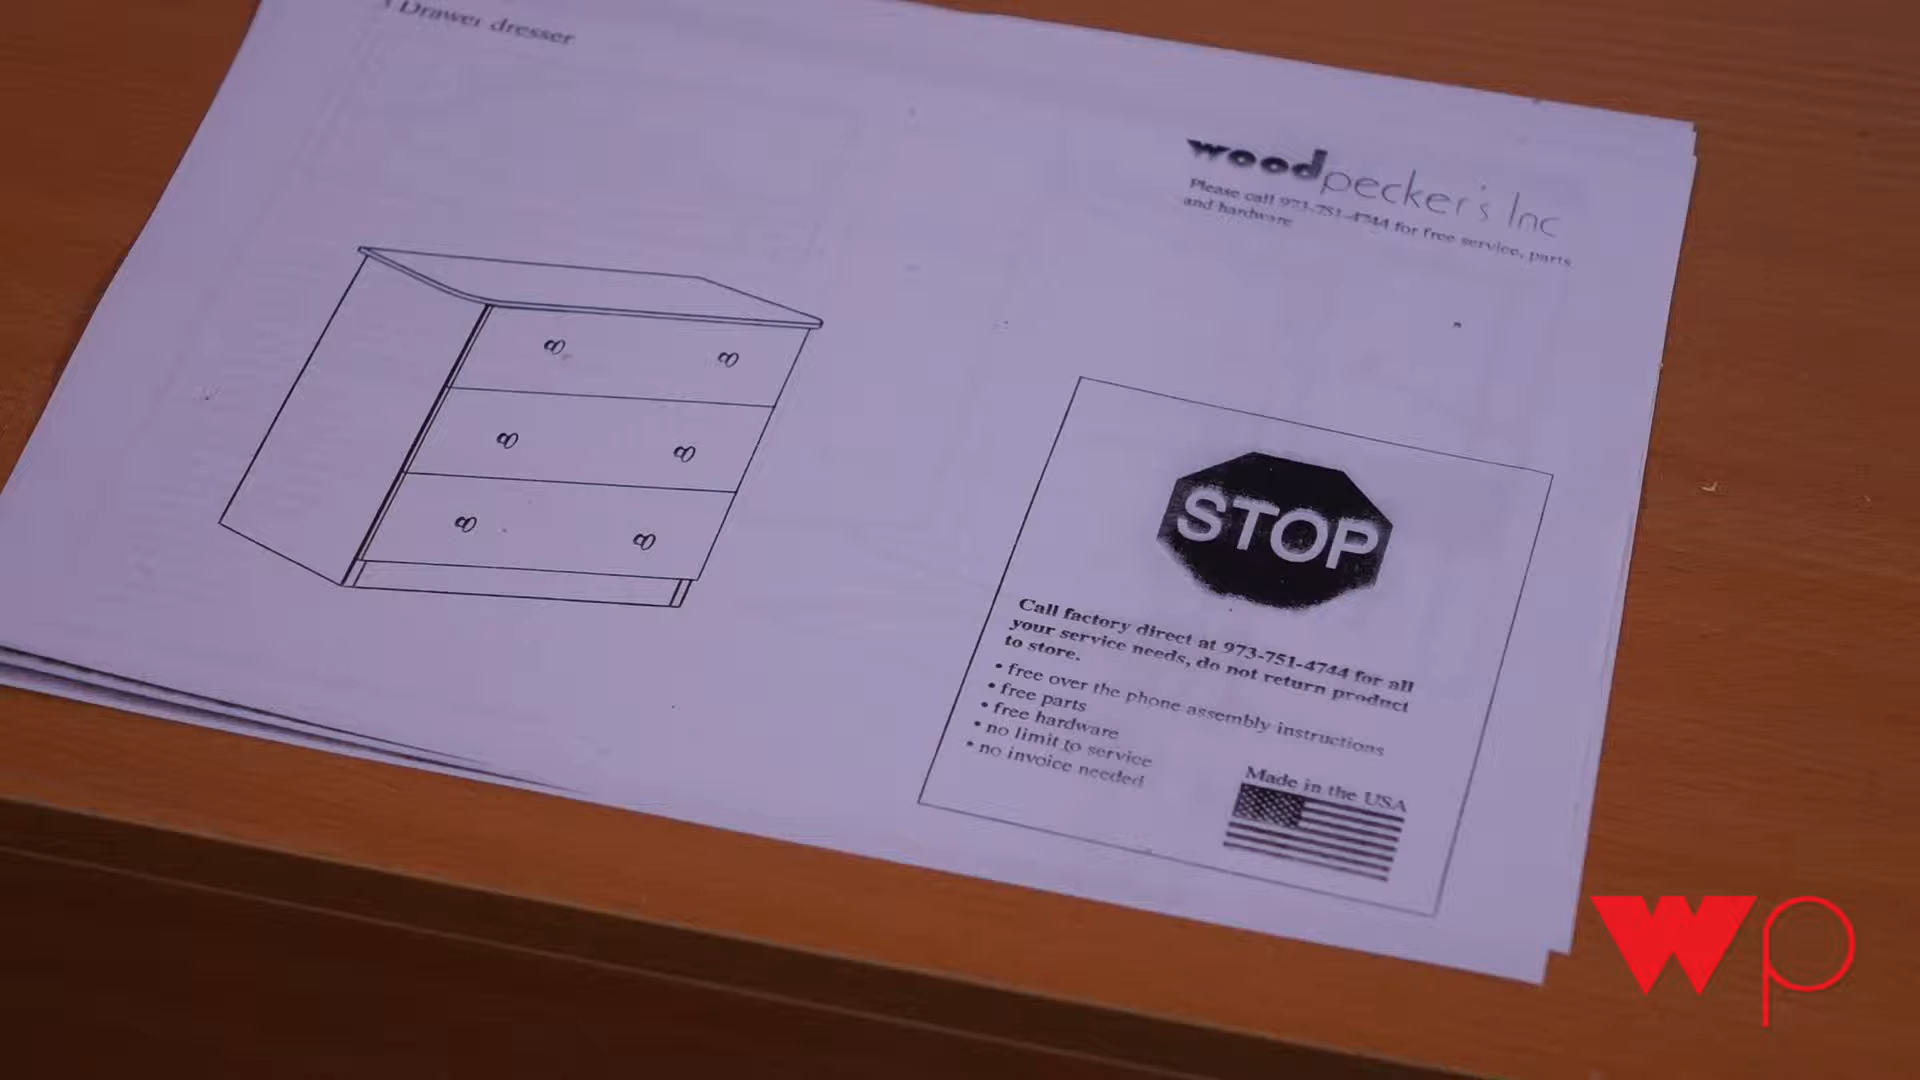 3 Drawer dresser
woodpecker's Inc
Please call 973-751-4744 for free service, parts
and hardware
STOP
Call factory direct at 973-751-4744 for all
your service needs, do not return product
to store.
• free over the phone assembly instructions
• free parts
• free hardware
• no limit to service
• no invoice needed
Made in the USA
wp